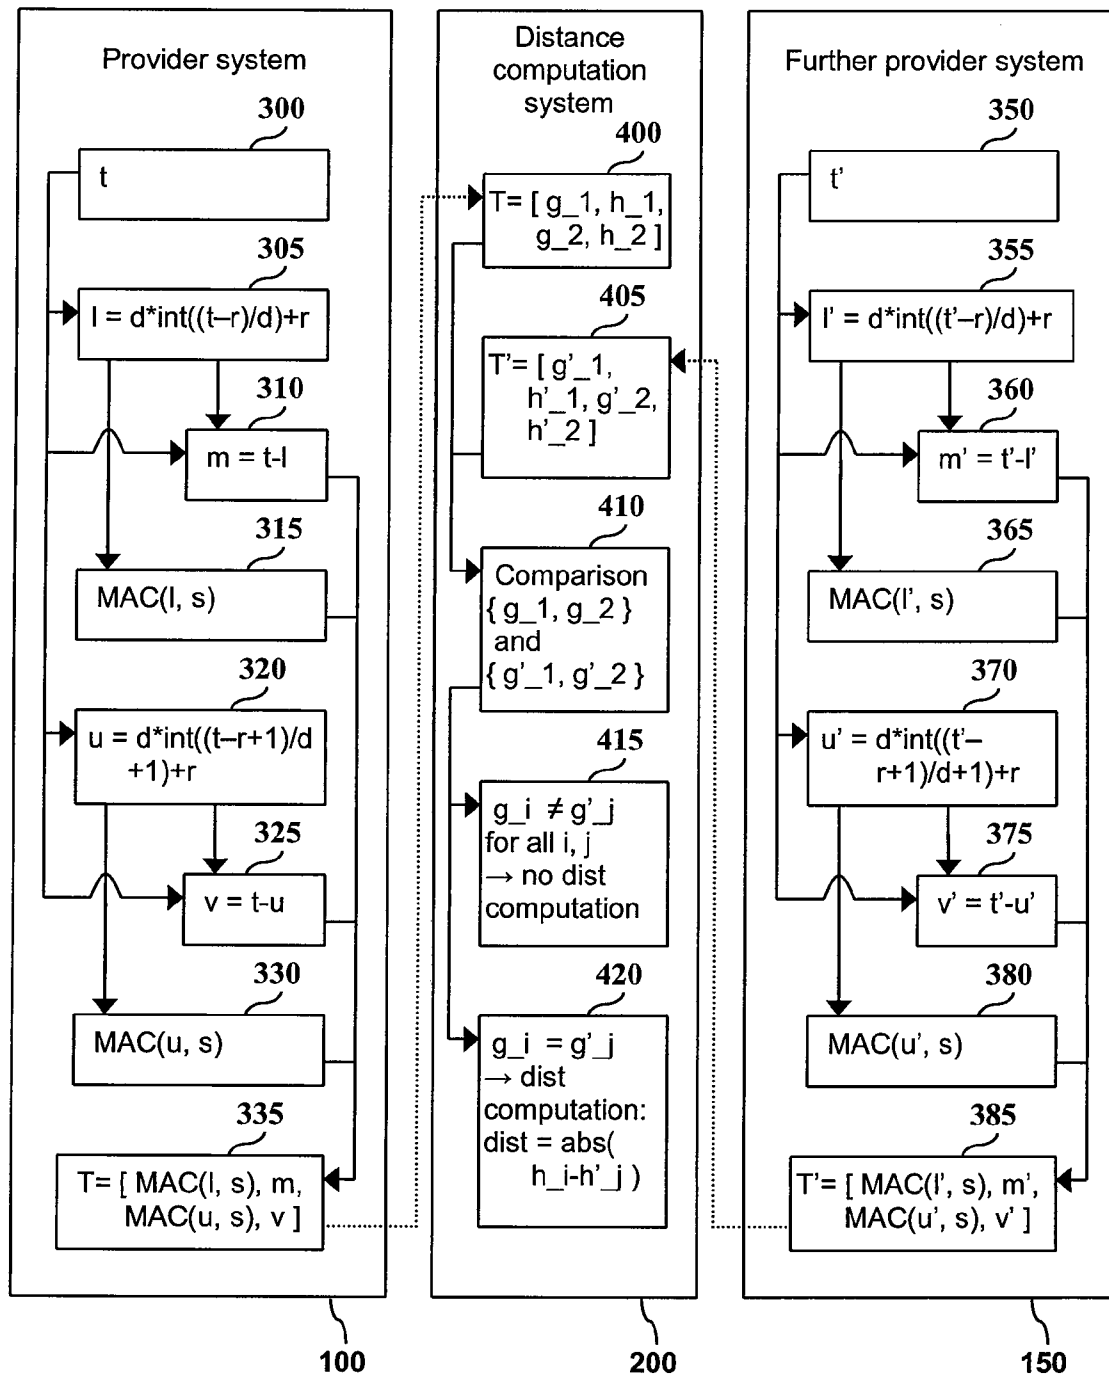 Provider system
300
t
305
l = d*int((t–r)/d)+r
310
m = t-l
315
MAC(l, s)
320
u = d*int((t–r+1)/d
+1)+r
325
v = t-u
330
MAC(u, s)
335
T= [ MAC(l, s), m,
MAC(u, s), v ]
100
Distance
computation
system
400
T= [ g_1, h_1,
g_2, h_2 ]
405
T’= [ g’_1,
h’_1, g’_2,
h’_2 ]
410
Comparison
{ g_1, g_2 }
and
{ g’_1, g’_2 }
415
g_i ≠ g’_j
for all i, j
→ no dist
computation
420
g_i = g’_j
→ dist
computation:
dist = abs(
h_i-h’_j )
200
Further provider system
350
t’
355
l’ = d*int((t’–r)/d)+r
360
m’ = t’-l’
365
MAC(l’, s)
370
u’ = d*int((t’–
r+1)/d+1)+r
375
v’ = t’-u’
380
MAC(u’, s)
385
T’= [ MAC(l’, s), m’,
MAC(u’, s), v’ ]
150